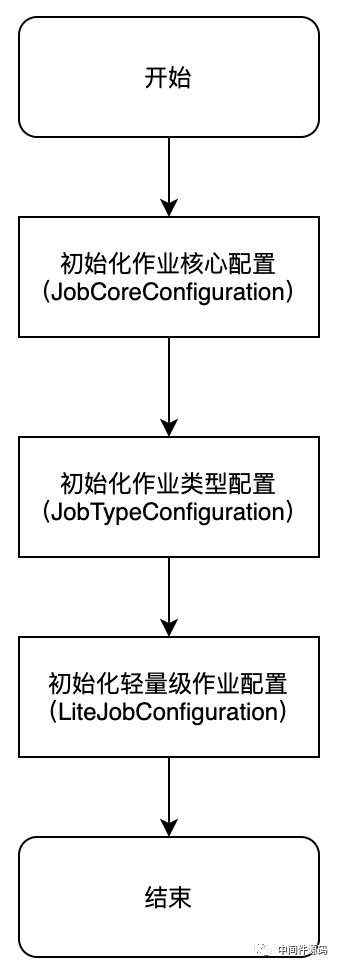 开始
初始化作业核心配置
（JobCoreConfiguration）
初始化作业类型配置
（JobTypeConfiguration）
初始化轻量级作业配置
（LiteJobConfiguration）
结束
中间件源码